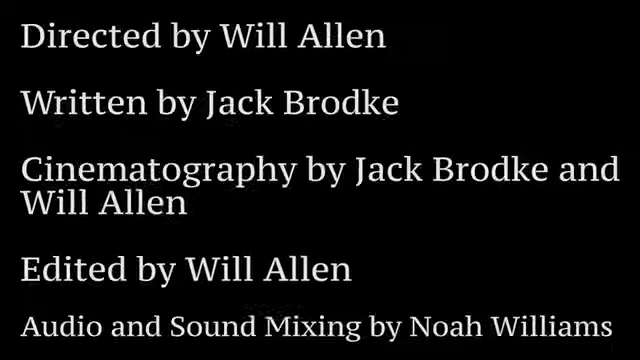 Directed by Will Allen
Written by Jack Brodke
Cinematography by Jack Brodke and
Will Allen
Edited by Will Allen
Audio and Sound Mixing by Noah Williams